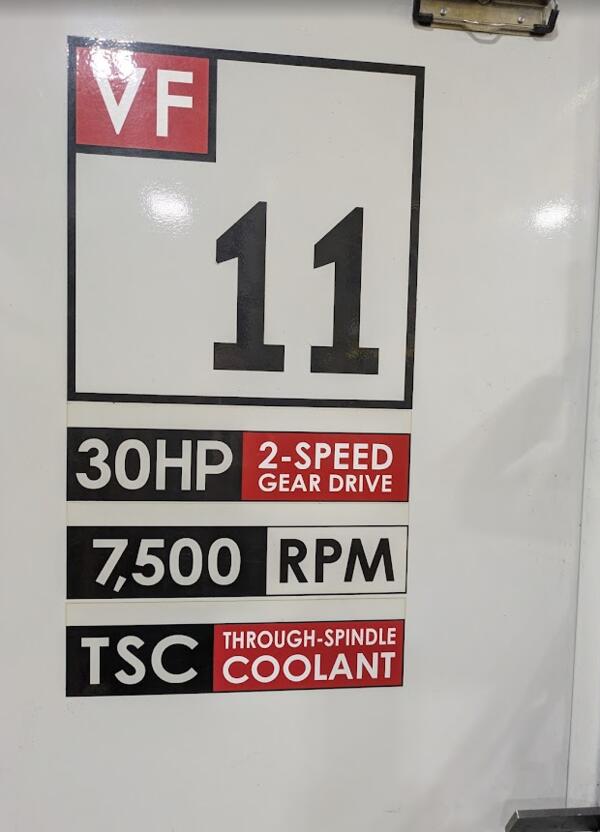 VF
11
30HP 2-SPEED
GEAR DRIVE
7,500 RPM
TSC THROUGH-SPINDLE
COOLANT